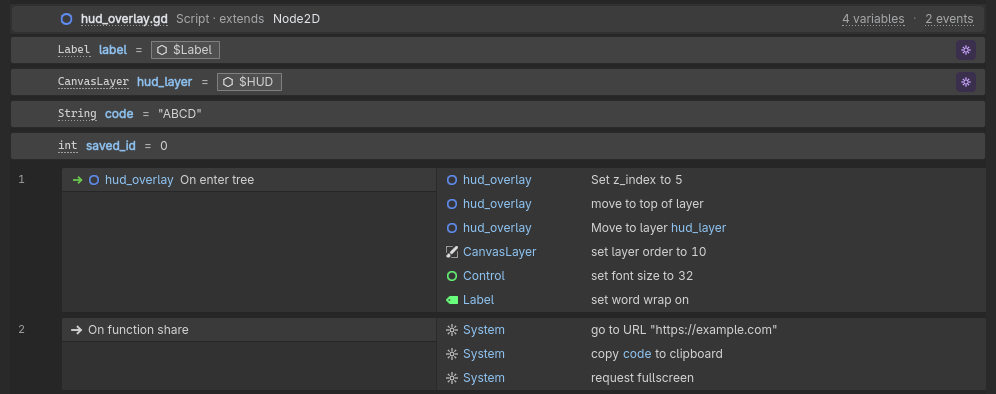 hud_overlay.gd Script · extends Node2D 4 variables · 2 events
Label label = $Label
CanvasLayer hud_layer = $HUD
String code = "ABCD"
int saved_id = 0
1 hud_overlay On enter tree hud_overlay Set z_index to 5
hud_overlay move to top of layer
hud_overlay Move to layer hud_layer
CanvasLayer set layer order to 10
Control set font size to 32
Label set word wrap on
2 On function share System go to URL "https://example.com"
System copy code to clipboard
System request fullscreen